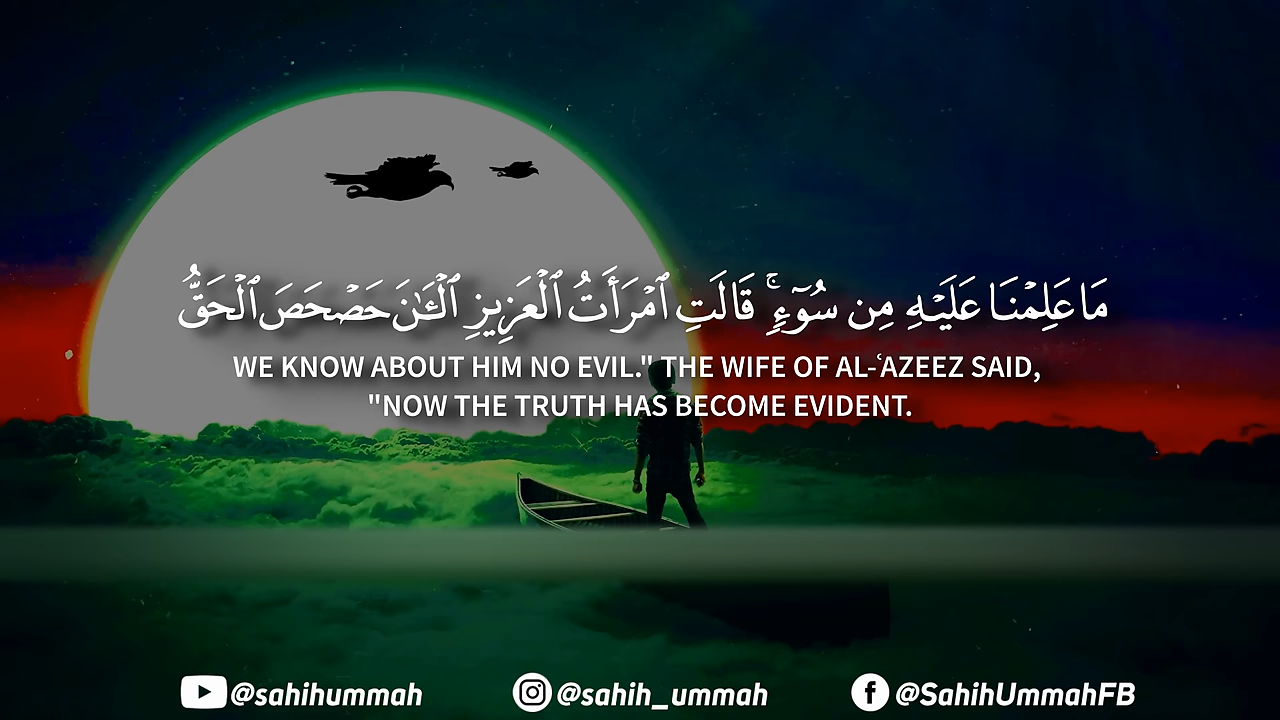 مَا عَلِمۡنَا عَلَيۡهِ مِن سُوٓءٖۚ قَالَتِ ٱمۡرَأَتُ ٱلۡعَزِيزِ ٱلۡـَٰٔنَ حَصۡحَصَ ٱلۡحَقُّ
WE KNOW ABOUT HIM NO EVIL." THE WIFE OF AL-ʿAZEEZ SAID,
"NOW THE TRUTH HAS BECOME EVIDENT.
@sahihummah @sahih_ummah @SahihUmmahFB